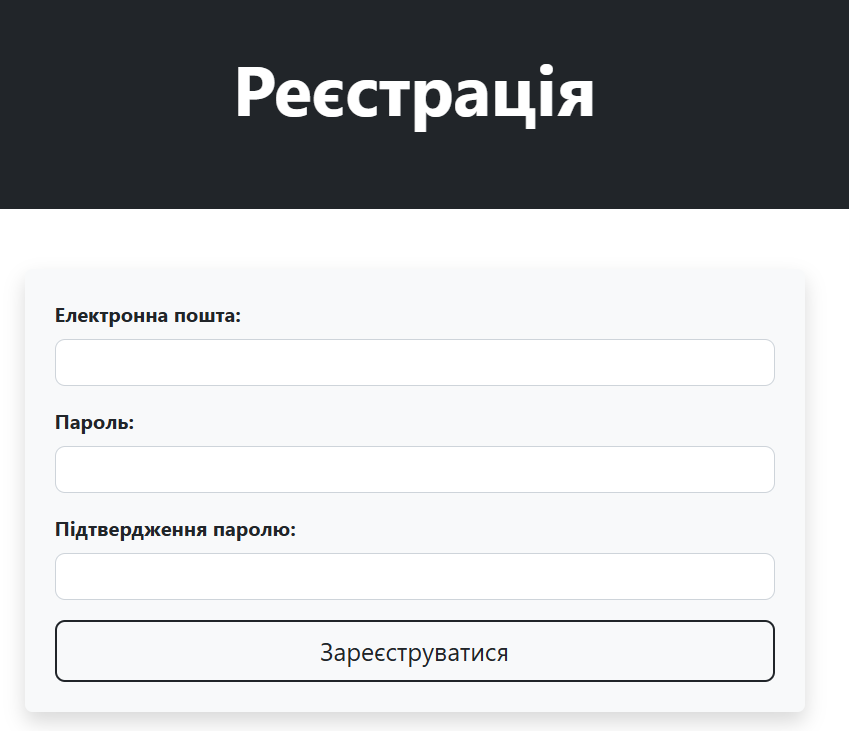 Реєстрація
Електронна пошта:
Пароль:
Підтвердження паролю:
Зареєструватися